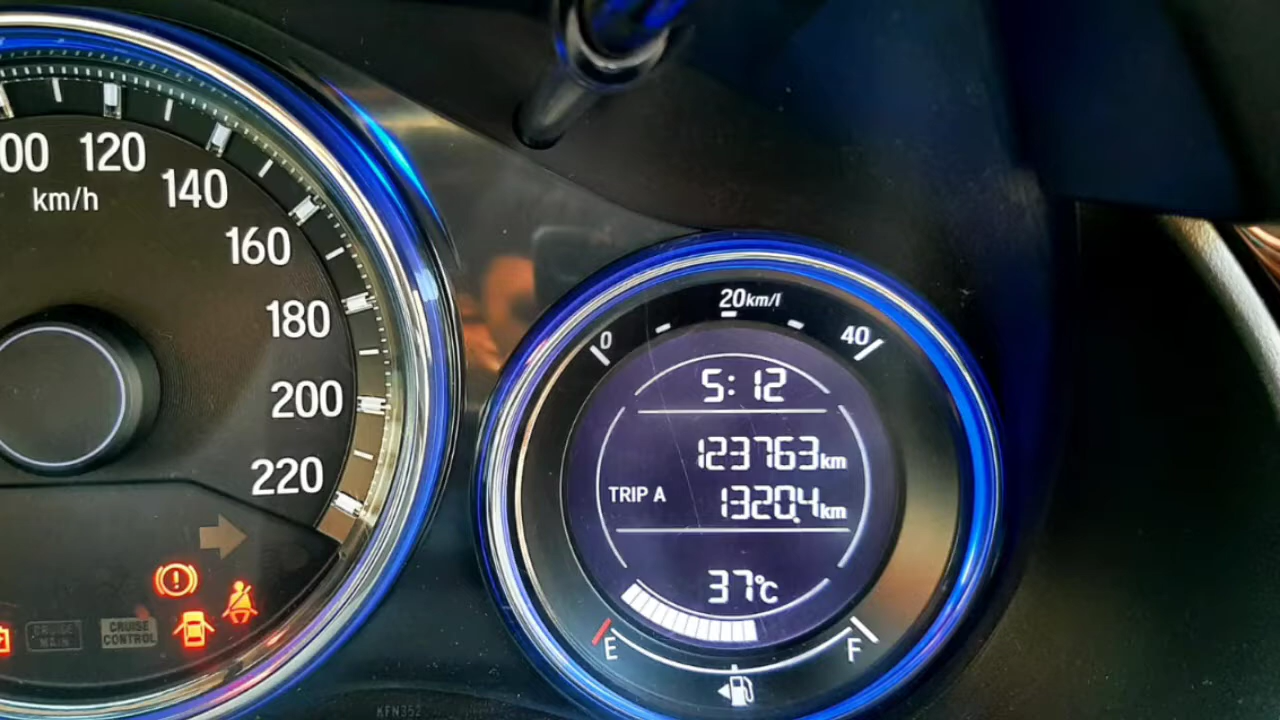 120
km/h
140
160
180
200
220
CRUISE
MAIN
CRUISE
CONTROL
0
20km/l
40
5:12
123763km
TRIP A
1320.4km
37°C
E
F
KFN352